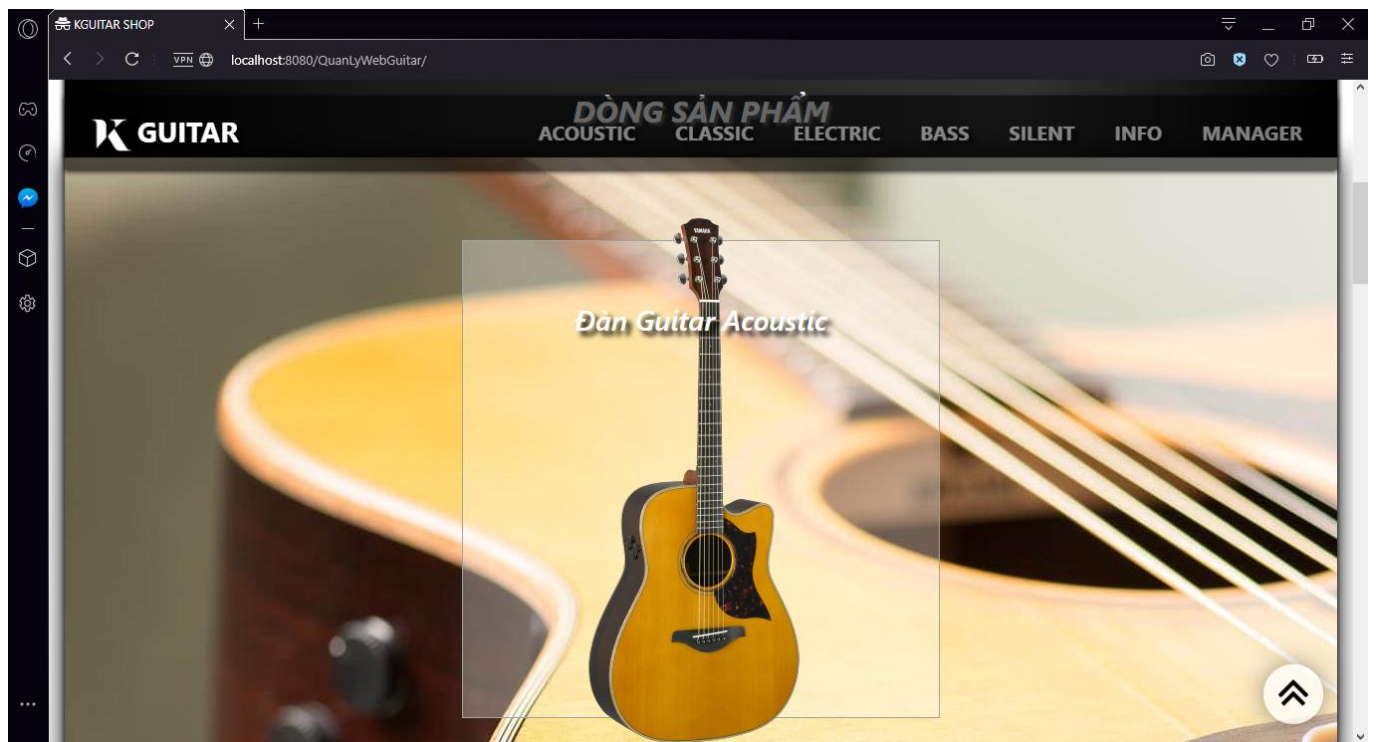 KGUITAR SHOP
VPN localhost:8080/QuanLyWebGuitar/
DÒNG SẢN PHẨM
K GUITAR ACOUSTIC CLASSIC ELECTRIC BASS SILENT INFO MANAGER
YAMAHA
Đàn Guitar Acoustic